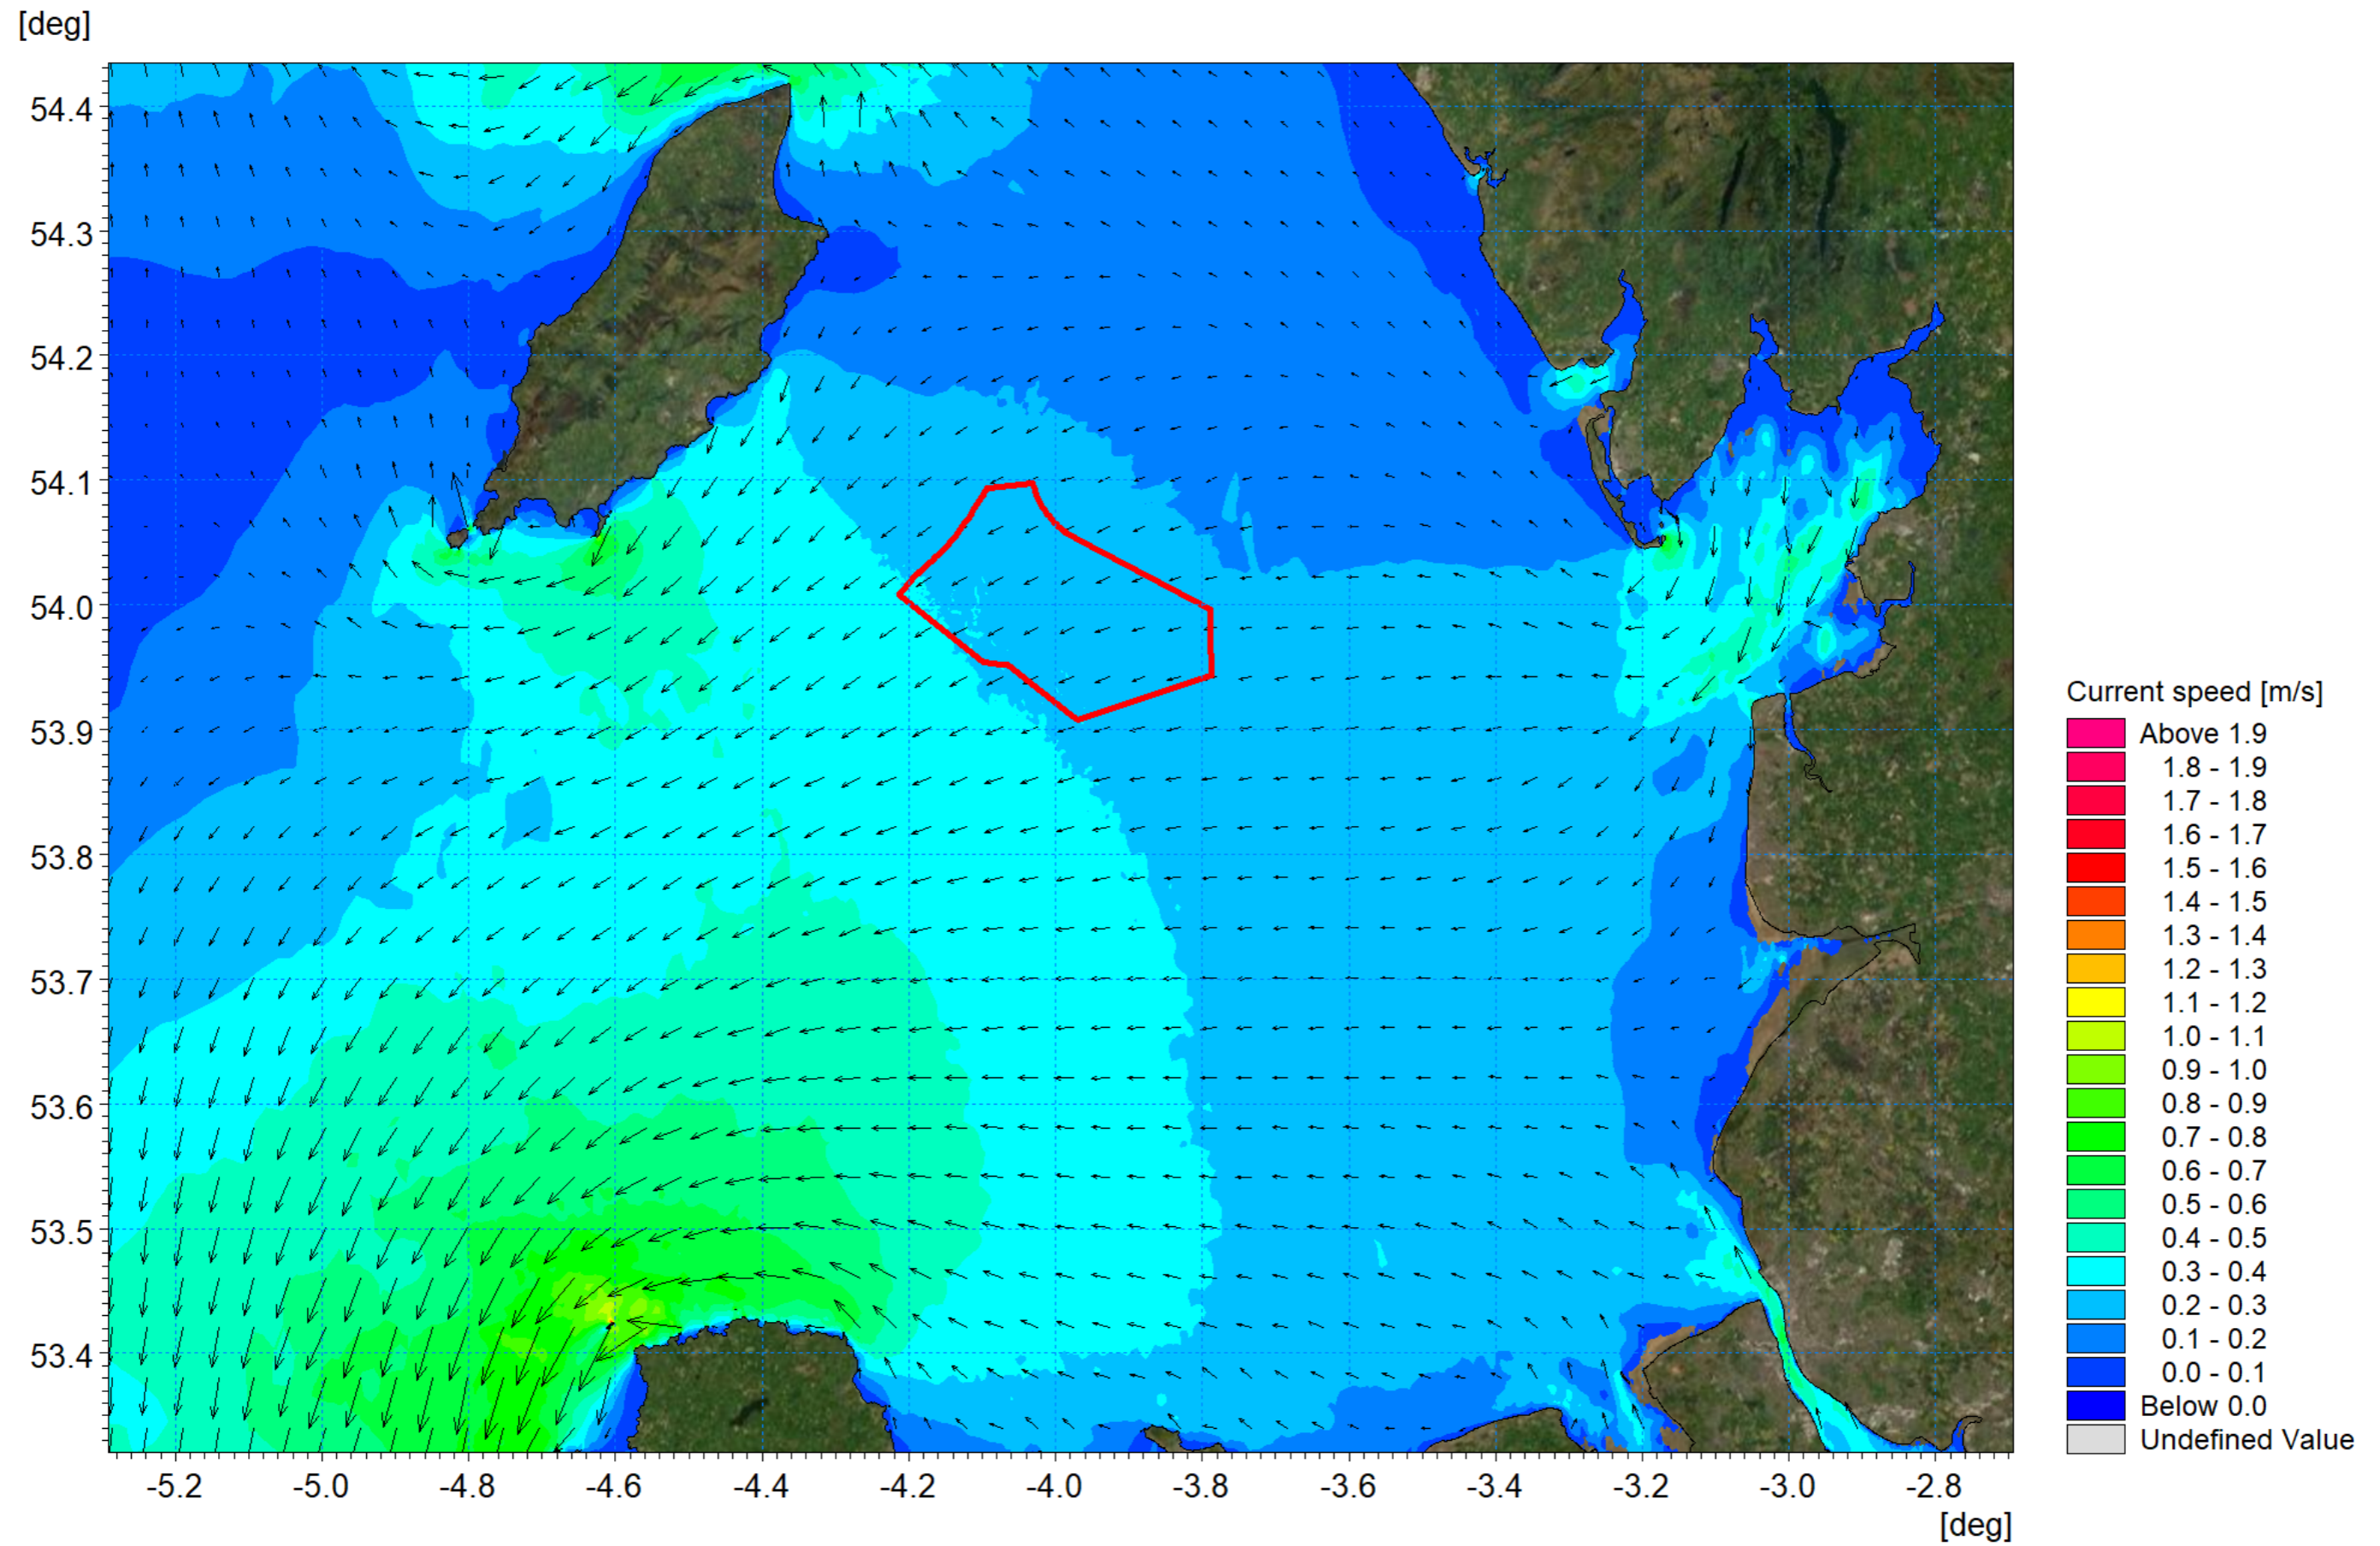 [deg]
54.4
54.3
54.2
54.1
54.0
53.9
53.8
53.7
53.6
53.5
53.4
-5.2 -5.0 -4.8 -4.6 -4.4 -4.2 -4.0 -3.8 -3.6 -3.4 -3.2 -3.0 -2.8
[deg]
Current speed [m/s]
Above 1.9
1.8 - 1.9
1.7 - 1.8
1.6 - 1.7
1.5 - 1.6
1.4 - 1.5
1.3 - 1.4
1.2 - 1.3
1.1 - 1.2
1.0 - 1.1
0.9 - 1.0
0.8 - 0.9
0.7 - 0.8
0.6 - 0.7
0.5 - 0.6
0.4 - 0.5
0.3 - 0.4
0.2 - 0.3
0.1 - 0.2
0.0 - 0.1
Below 0.0
Undefined Value